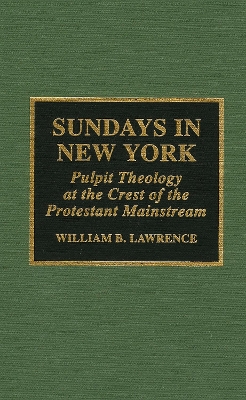 SUNDAYS IN
NEW YORK
Pulpit Theology
at the Crest of the
Protestant Mainstream
WILLIAM B. LAWRENCE